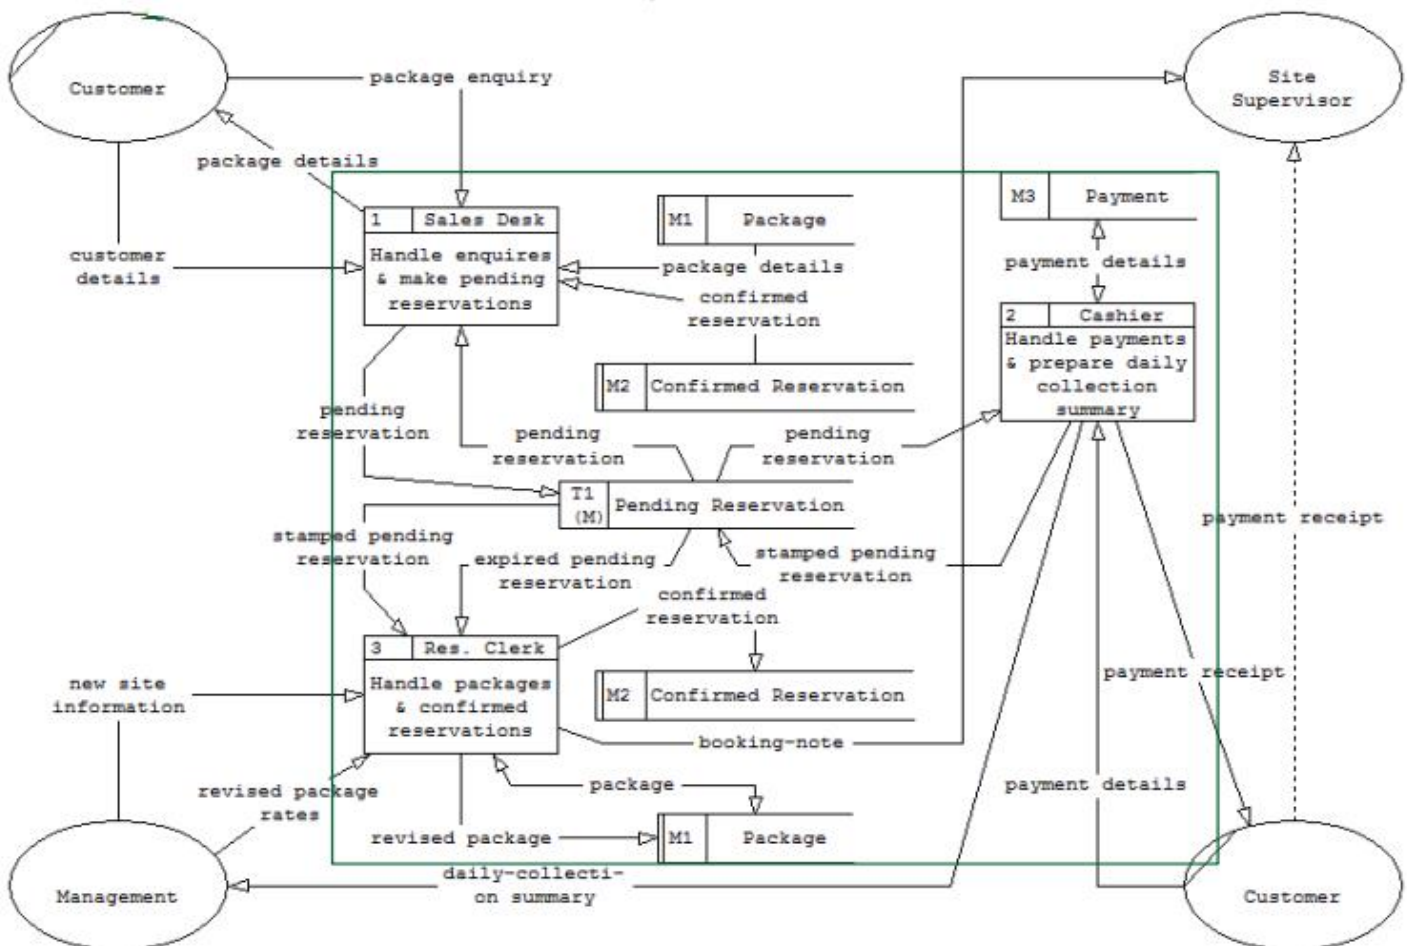 Customer
package enquiry
Site
Supervisor
package details
customer
details
1 Sales Desk
Handle enquires
& make pending
reservations
M1 Package
package details
confirmed
reservation
M2 Confirmed Reservation
M3 Payment
payment details
2 Cashier
Handle payments
& prepare daily
collection
summary
pending
reservation
pending
reservation
pending
reservation
T1
(M)
Pending Reservation
payment receipt
stamped pending
reservation
expired pending
reservation
stamped pending
reservation
confirmed
reservation
3 Res. Clerk
Handle packages
& confirmed
reservations
new site
information
M2 Confirmed Reservation
payment receipt
booking-note
revised package
rates
package
payment details
revised package
M1 Package
Management
daily-collecti-
on summary
Customer